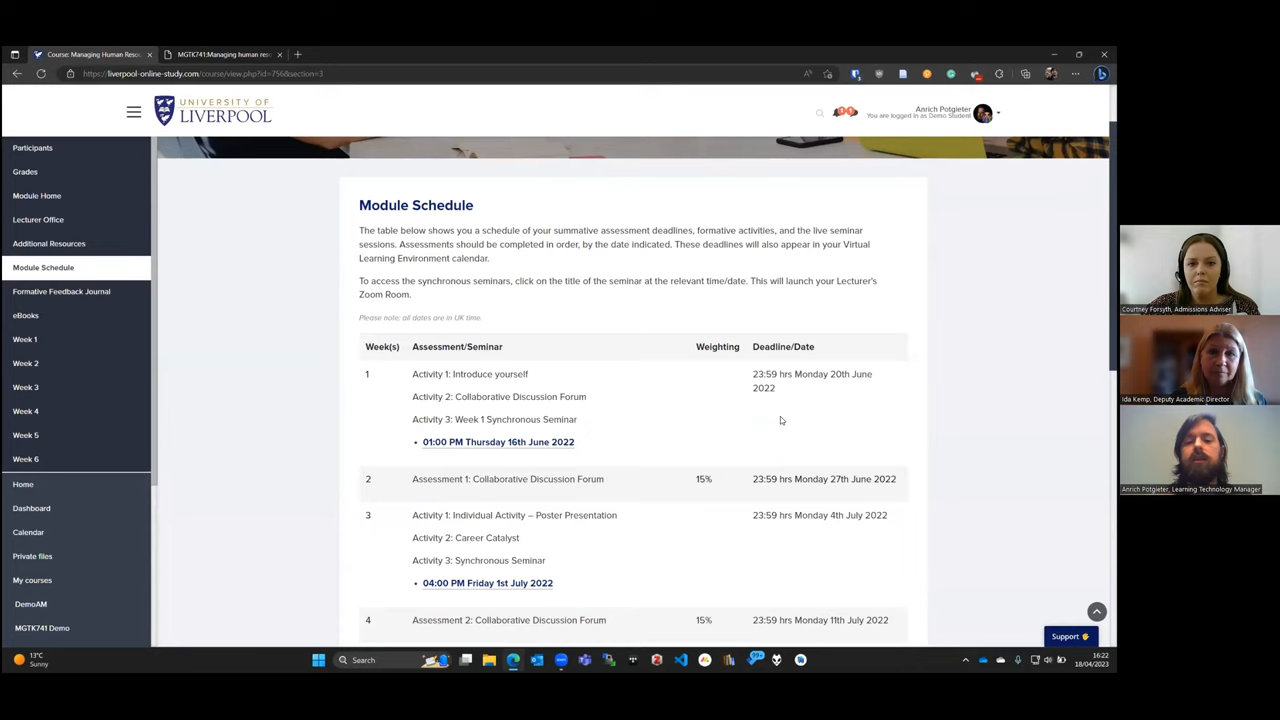 Course: Managing Human Resou
MGTK741:Managing human res
https://liverpool-online-study.com/course/view.php?id=756&section=3
UNIVERSITY OF
LIVERPOOL
Anrich Potgieter
You are logged in as Demo Student
Participants
Grades
Module Home
Lecturer Office
Additional Resources
Module Schedule
Formative Feedback Journal
eBooks
Week 1
Week 2
Week 3
Week 4
Week 5
Week 6
Home
Dashboard
Calendar
Private files
My courses
DemoAM
MGTK741 Demo
Module Schedule
The table below shows you a schedule of your summative assessment deadlines, formative activities, and the live seminar
sessions. Assessments should be completed in order, by the date indicated. These deadlines will also appear in your Virtual
Learning Environment calendar.
To access the synchronous seminars, click on the title of the seminar at the relevant time/date. This will launch your Lecturer's
Zoom Room.
Please note: all dates are in UK time.
Week(s) Assessment/Seminar Weighting Deadline/Date
1 Activity 1: Introduce yourself 23:59 hrs Monday 20th June
2022
Activity 2: Collaborative Discussion Forum
Activity 3: Week 1 Synchronous Seminar
• 01:00 PM Thursday 16th June 2022
2 Assessment 1: Collaborative Discussion Forum 15% 23:59 hrs Monday 27th June 2022
3 Activity 1: Individual Activity – Poster Presentation 23:59 hrs Monday 4th July 2022
Activity 2: Career Catalyst
Activity 3: Synchronous Seminar
• 04:00 PM Friday 1st July 2022
4 Assessment 2: Collaborative Discussion Forum 15% 23:59 hrs Monday 11th July 2022
Support
Courtney Forsyth, Admissions Adviser
Ida Kemp, Deputy Academic Director
Anrich Potgieter, Learning Technology Manager
13°C
Sunny
Search
99+
16:22
18/04/2023